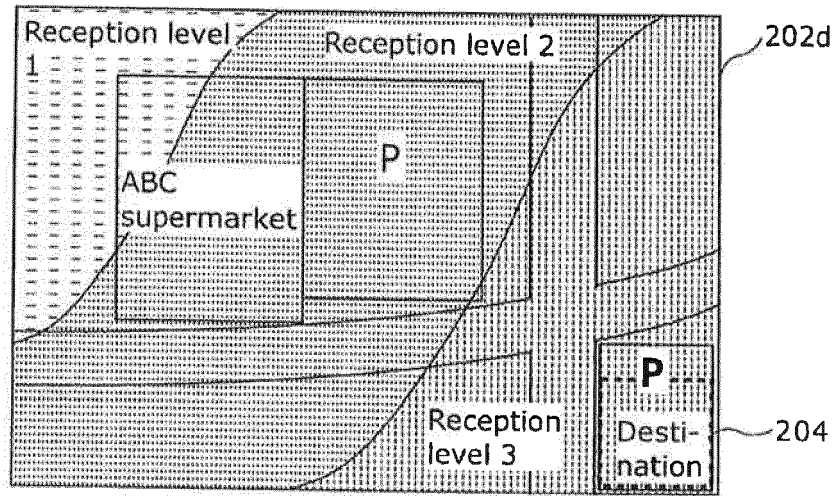 Reception level
1
Reception level 2
202d
P
ABC
supermarket
P
Reception
level 3
Desti-
nation
204